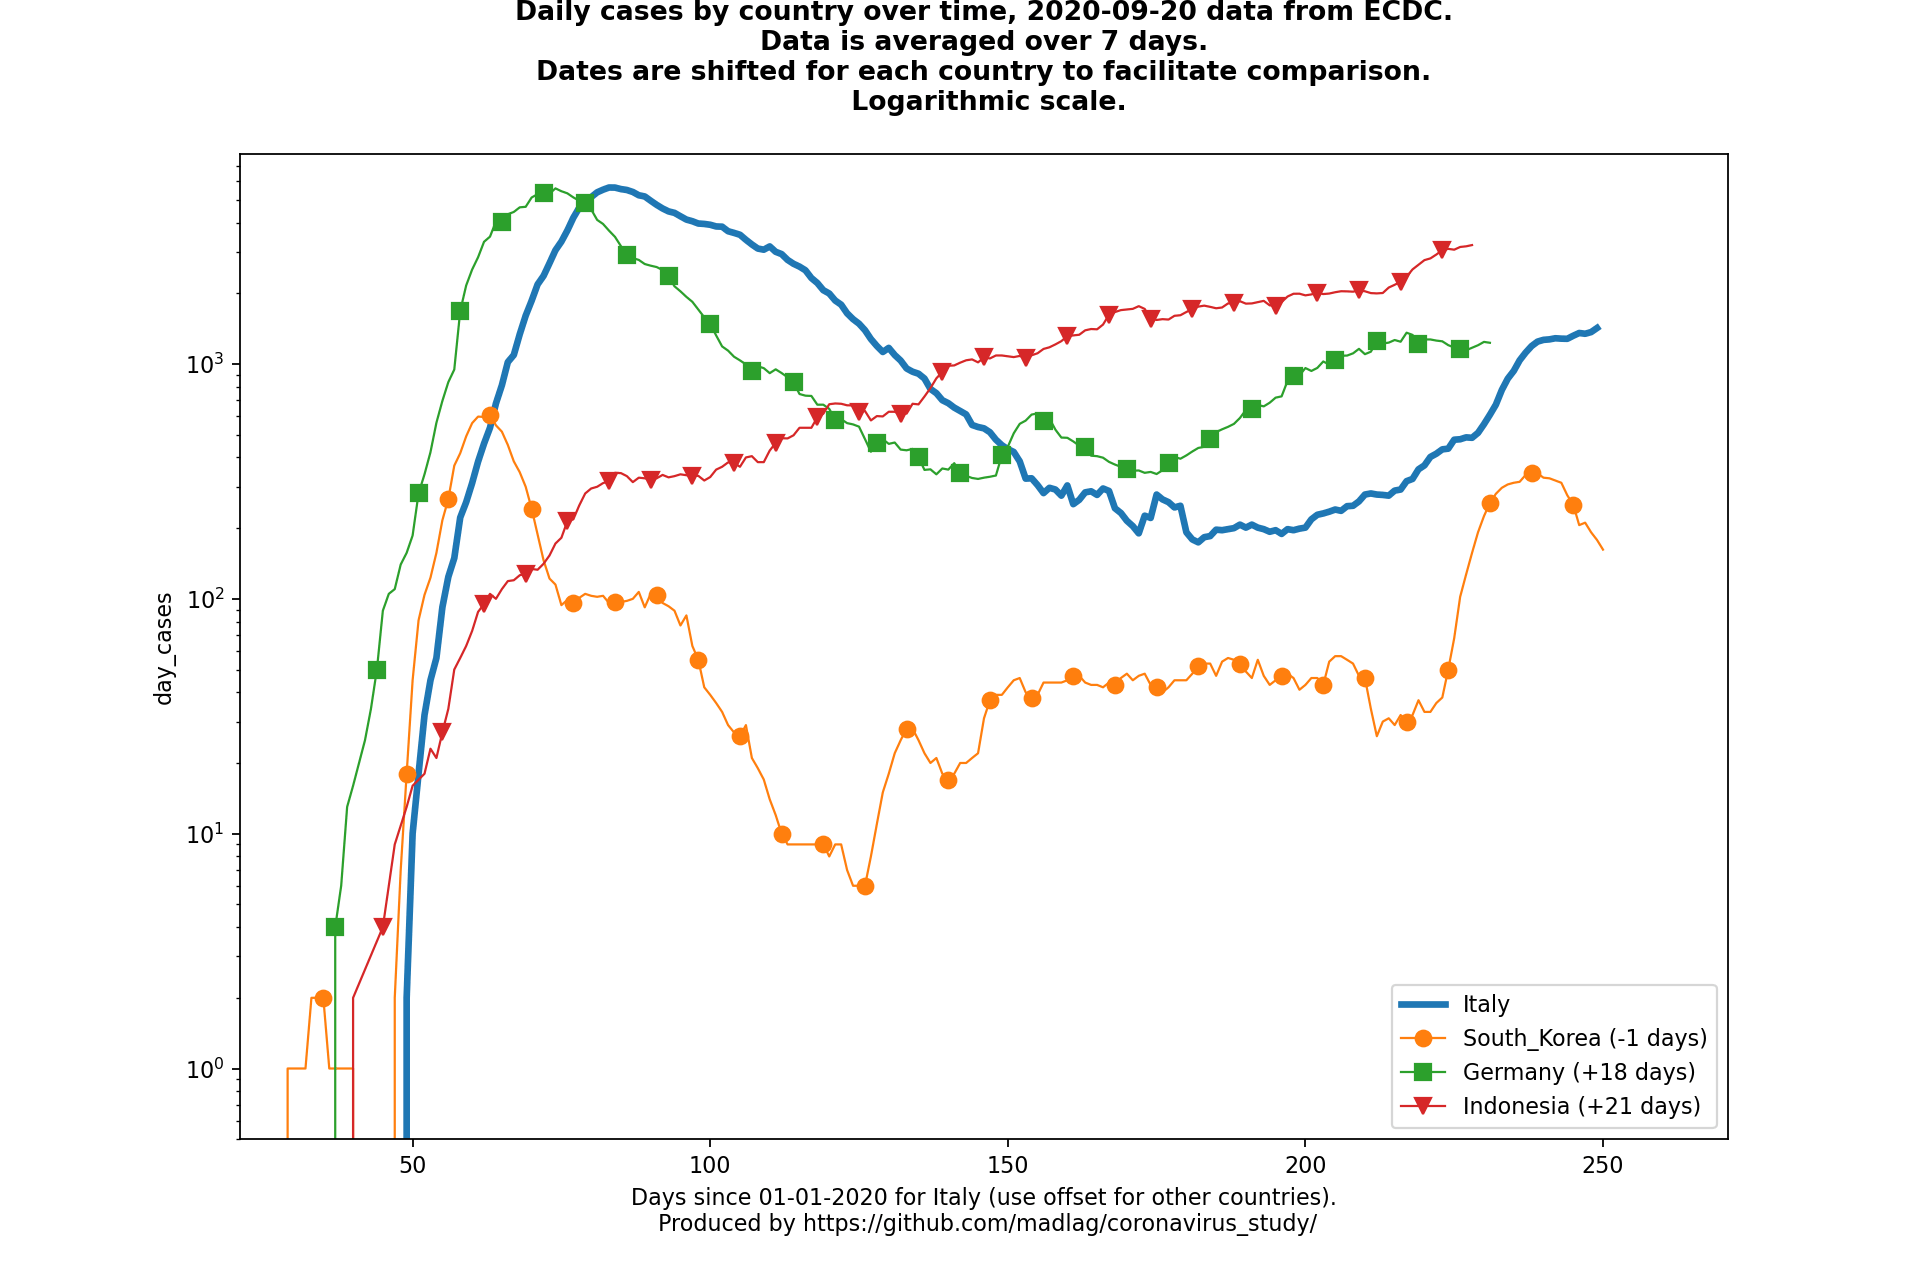 Daily cases by country over time, 2020-09-20 data from ECDC.
Data is averaged over 7 days.
Dates are shifted for each country to facilitate comparison.
Logarithmic scale.
day_cases
10³
10²
10¹
10⁰
50 100 150 200 250
Italy
South_Korea (-1 days)
Germany (+18 days)
Indonesia (+21 days)
Days since 01-01-2020 for Italy (use offset for other countries).
Produced by https://github.com/madlag/coronavirus_study/